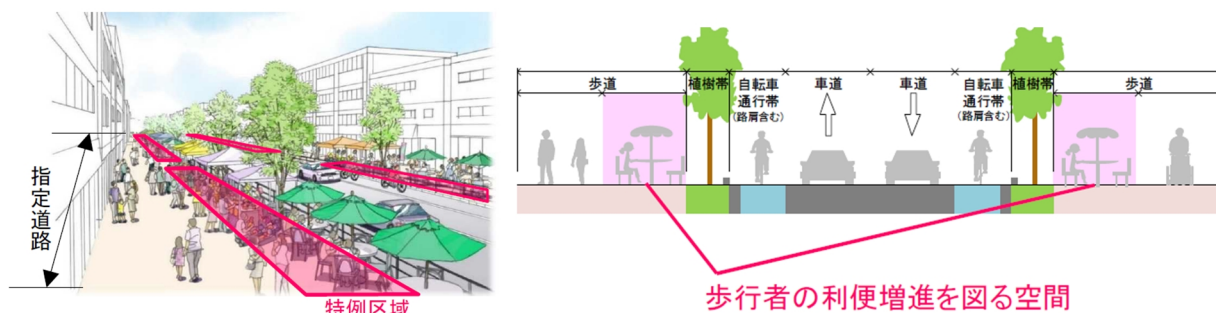 指定道路
特例区域
歩道
植樹帯
自転車
通行帯
(路肩含む)
車道
車道
自転車
通行帯
(路肩含む)
植樹帯
歩道
歩行者の利便増進を図る空間